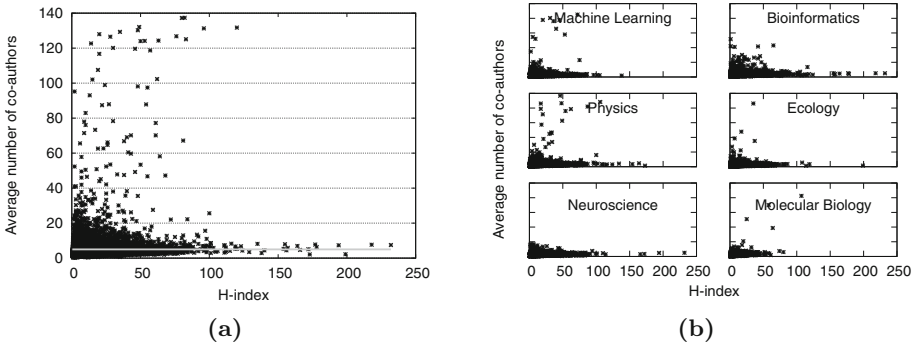 140
120
100
80
60
40
20
0
Average number of co-authors
0 50 100 150 200 250
H-index
(a)
Average number of co-authors
Machine Learning
Bioinformatics
Physics
Ecology
Neuroscience
Molecular Biology
0 50 100 150 200 250
0 50 100 150 200 250
H-index
(b)